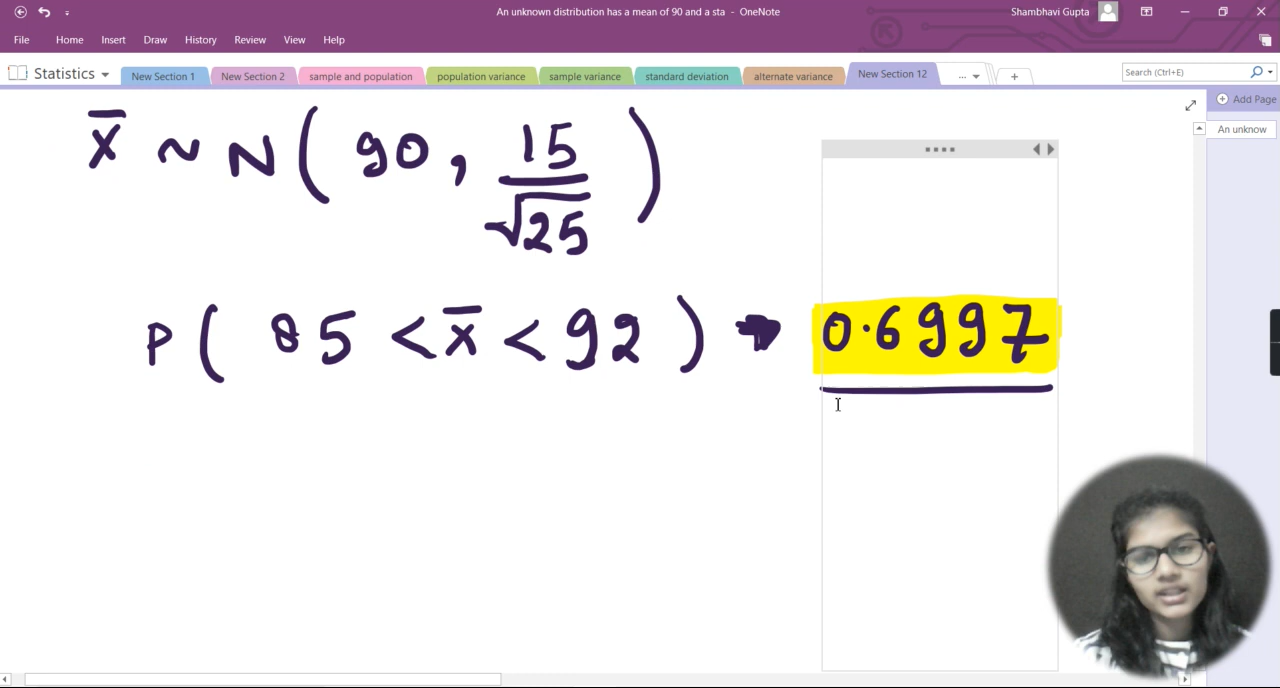 An unknown distribution has a mean of 90 and a sta - OneNote
Shambhavi Gupta
File Home Insert Draw History Review View Help
Statistics
New Section 1
New Section 2
sample and population
population variance
sample variance
standard deviation
alternate variance
New Section 12
...
+
Search (Ctrl+E)
Add Page
An unknow
x̅ ~ N ( 90 , 15/√25 )
P ( 85 < x̅ < 92 ) → 0.6997